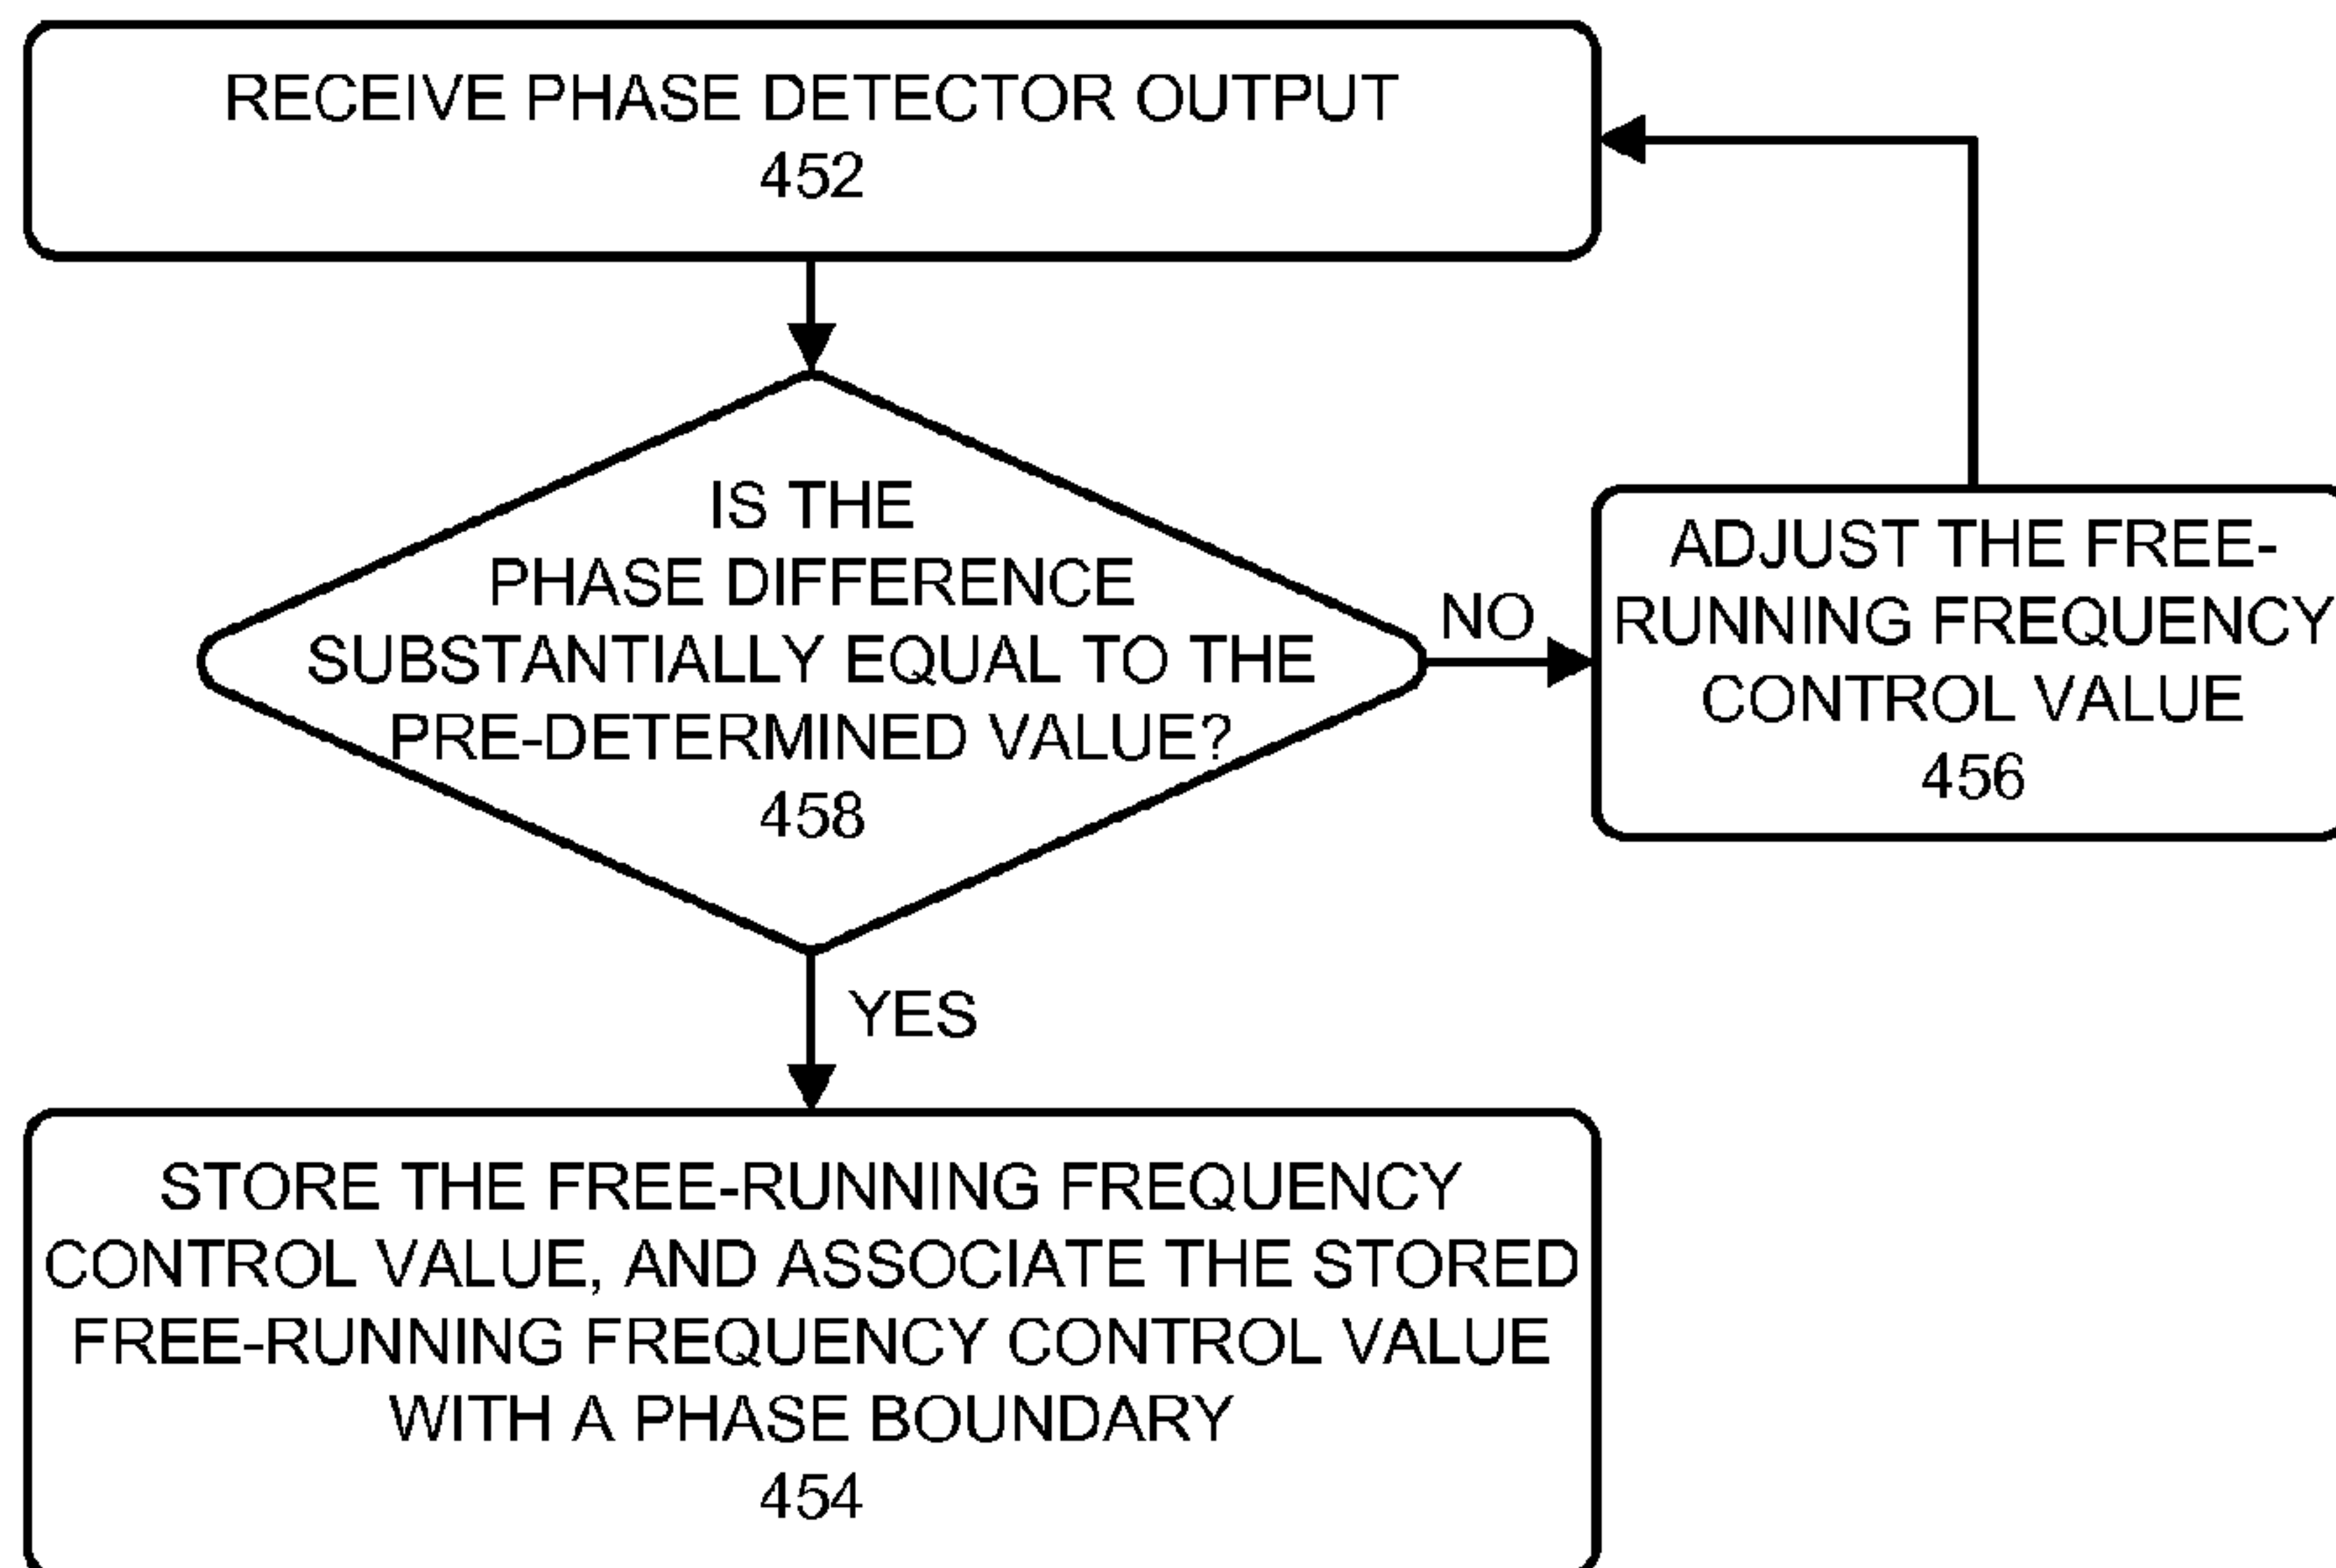 RECEIVE PHASE DETECTOR OUTPUT
452
IS THE
PHASE DIFFERENCE
SUBSTANTIALLY EQUAL TO THE
PRE-DETERMINED VALUE?
458
NO
ADJUST THE FREE-
RUNNING FREQUENCY
CONTROL VALUE
456
YES
STORE THE FREE-RUNNING FREQUENCY
CONTROL VALUE, AND ASSOCIATE THE STORED
FREE-RUNNING FREQUENCY CONTROL VALUE
WITH A PHASE BOUNDARY
454